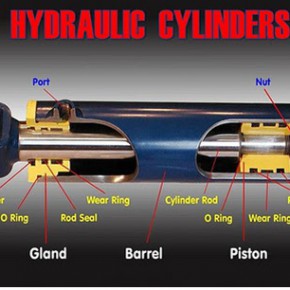 HYDRAULIC CYLINDERS
Port
Nut
Wear Ring
Cylinder Rod
O Ring
Rod Seal
O Ring
Wear Ring
Gland
Barrel
Piston